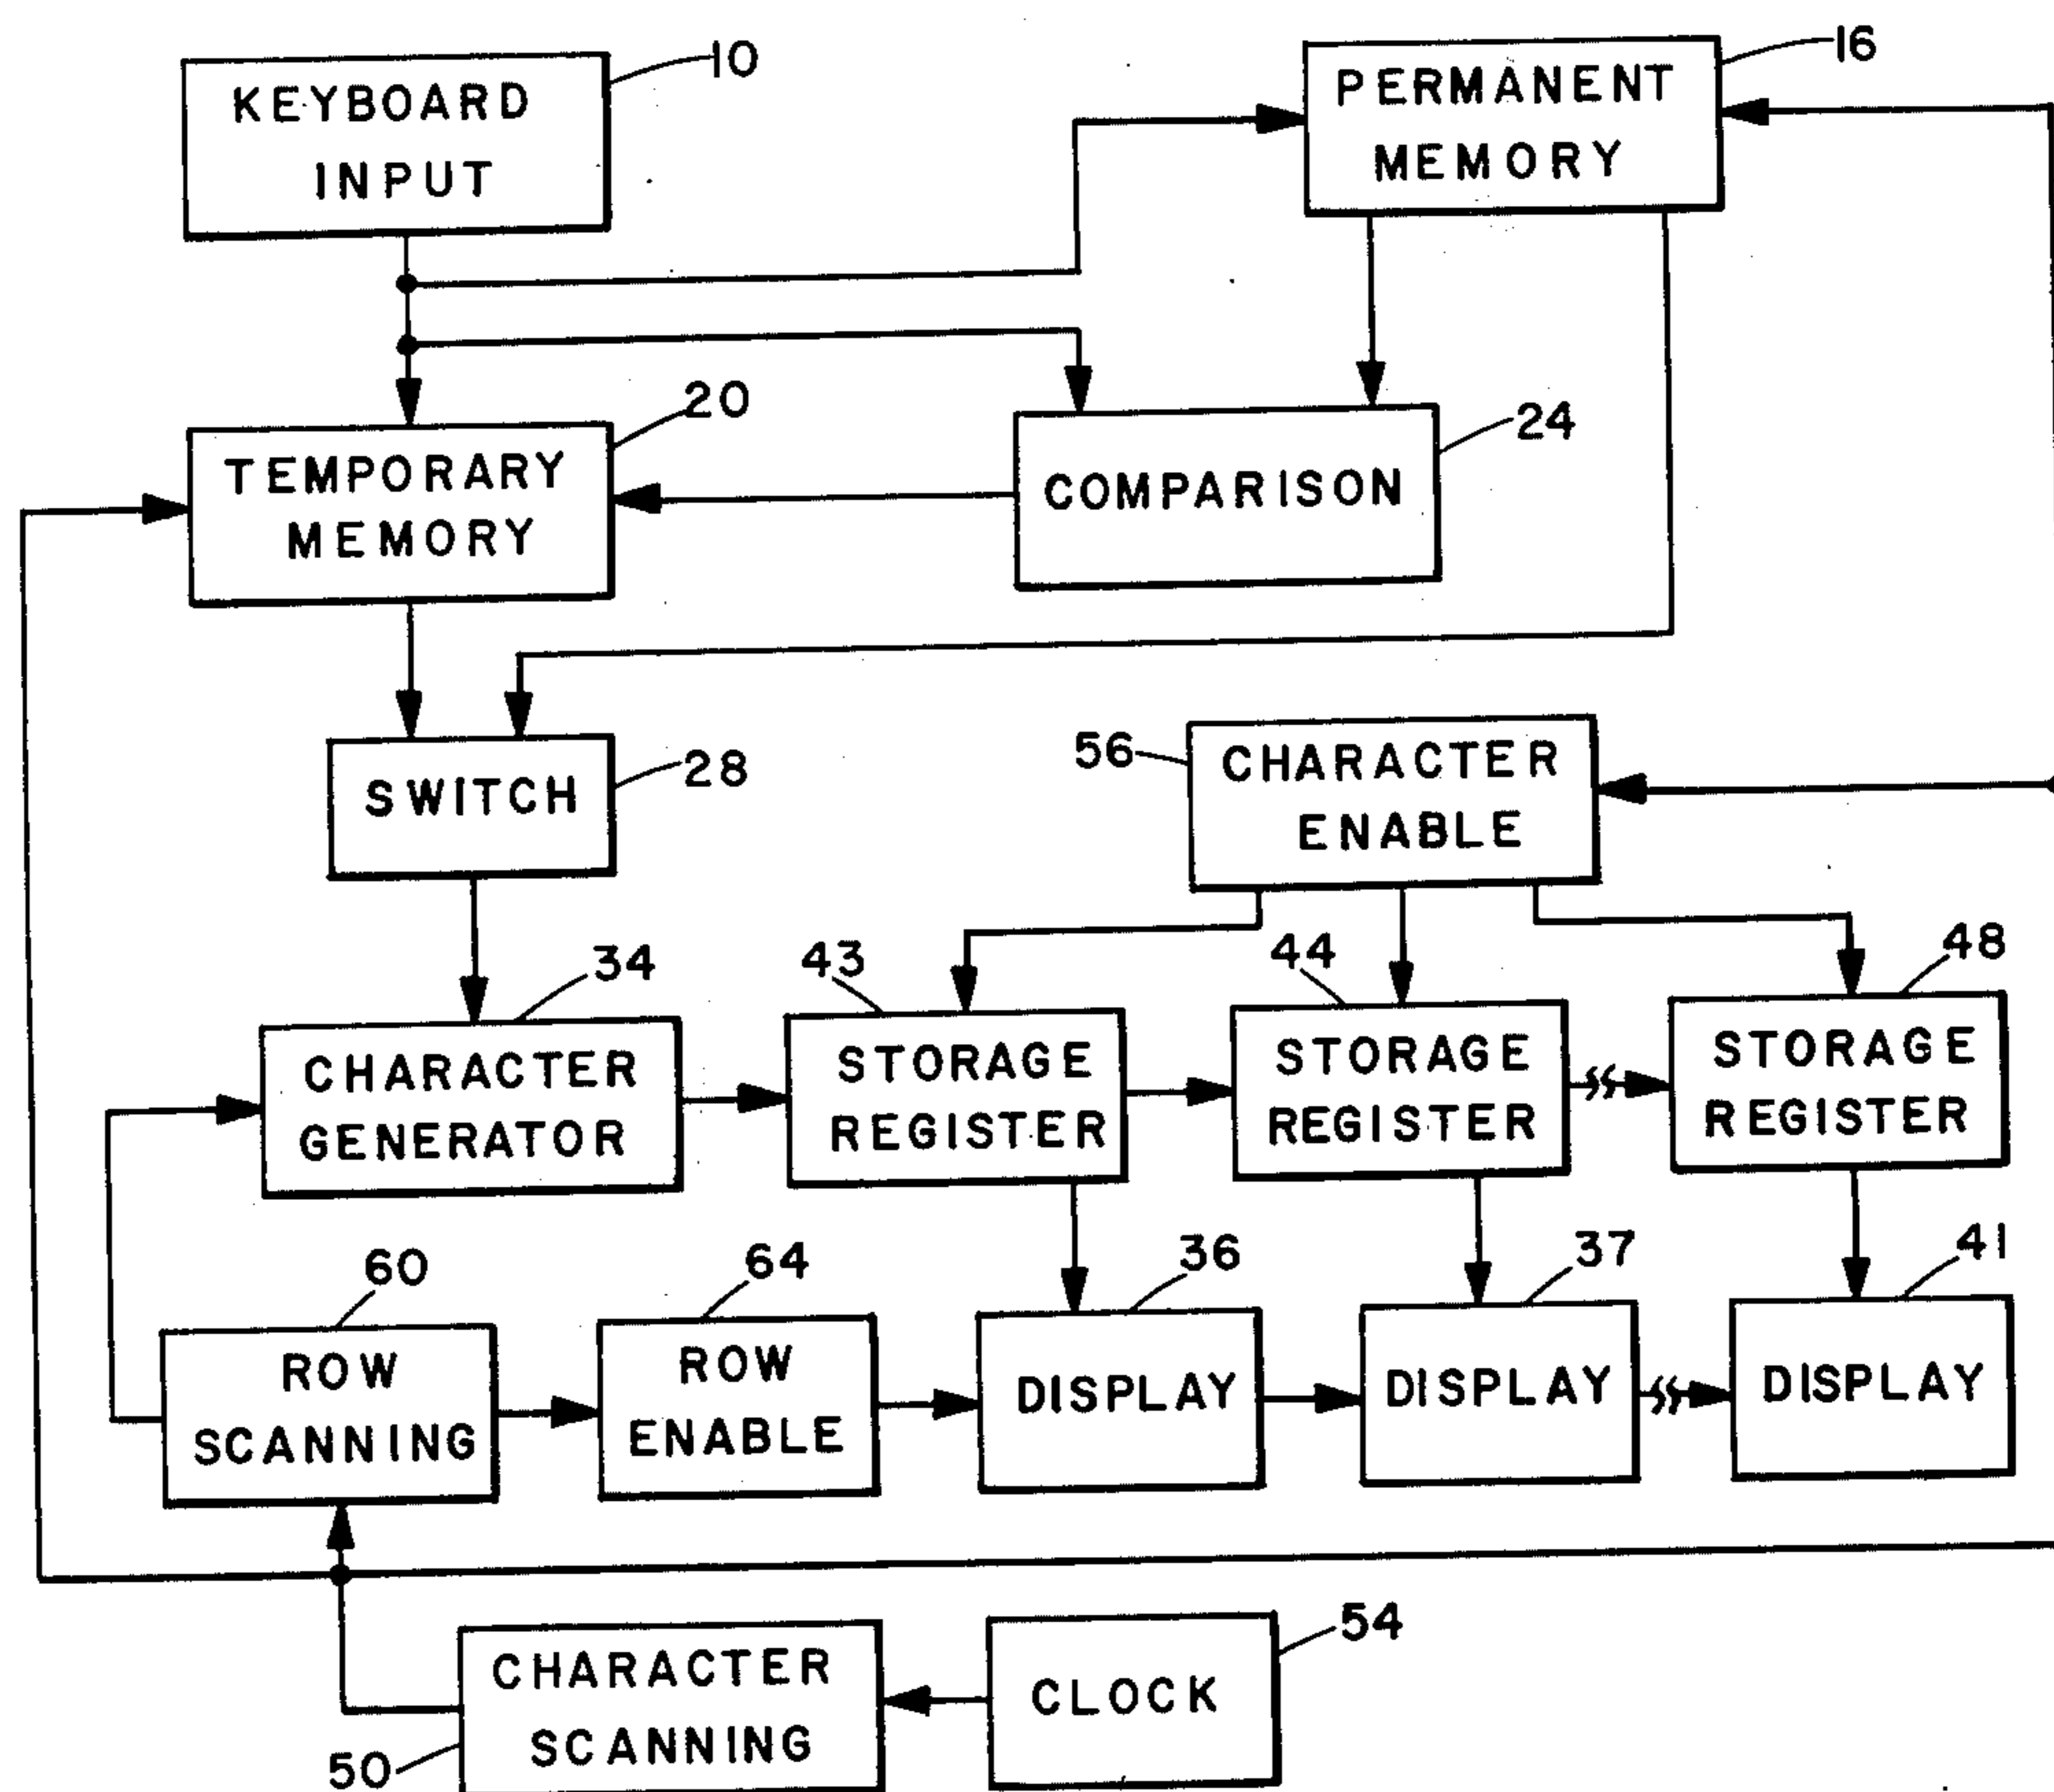 KEYBOARD
INPUT
10
PERMANENT
MEMORY
16
TEMPORARY
MEMORY
20
COMPARISON
24
SWITCH
28
56
CHARACTER
ENABLE
34
CHARACTER
GENERATOR
43
STORAGE
REGISTER
44
STORAGE
REGISTER
48
STORAGE
REGISTER
60
ROW
SCANNING
64
ROW
ENABLE
36
DISPLAY
37
DISPLAY
41
DISPLAY
50
CHARACTER
SCANNING
CLOCK
54